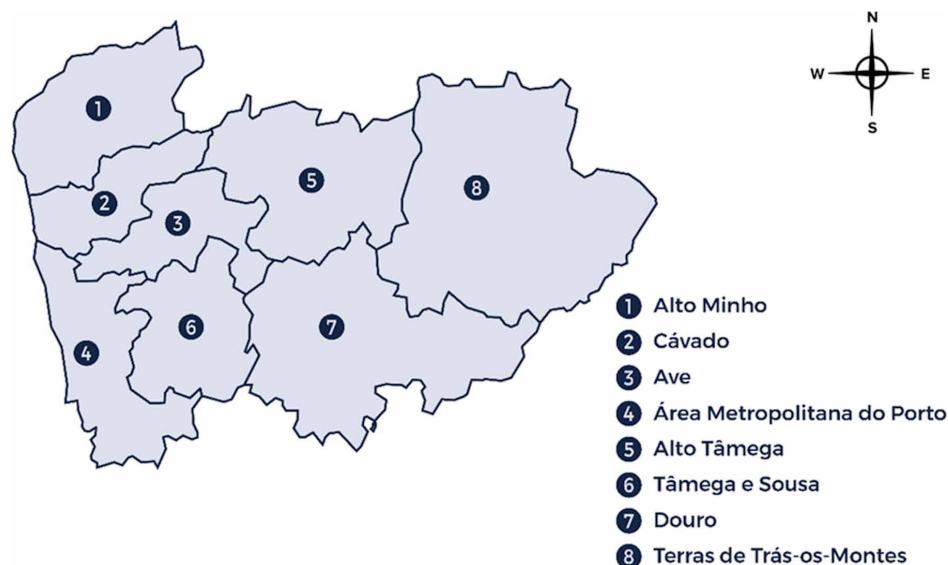 N
W E
S
1
2
3
4
5
6
7
8
1 Alto Minho
2 Cávado
3 Ave
4 Área Metropolitana do Porto
5 Alto Tâmega
6 Tâmega e Sousa
7 Douro
8 Terras de Trás-os-Montes